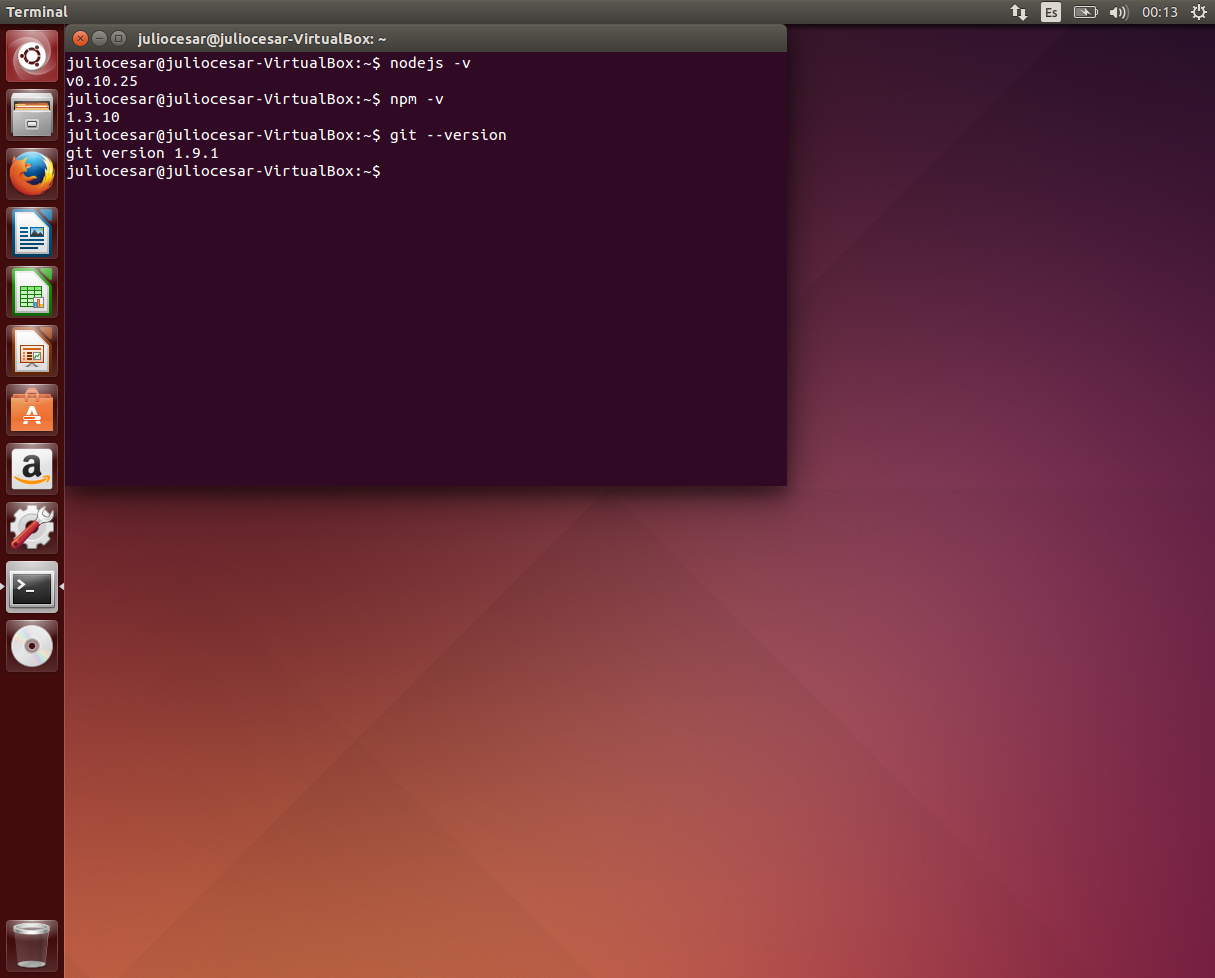 Terminal
Es
00:13
juliocesar@juliocesar-VirtualBox: ~
juliocesar@juliocesar-VirtualBox:~$ nodejs -v
v0.10.25
juliocesar@juliocesar-VirtualBox:~$ npm -v
1.3.10
juliocesar@juliocesar-VirtualBox:~$ git --version
git version 1.9.1
juliocesar@juliocesar-VirtualBox:~$